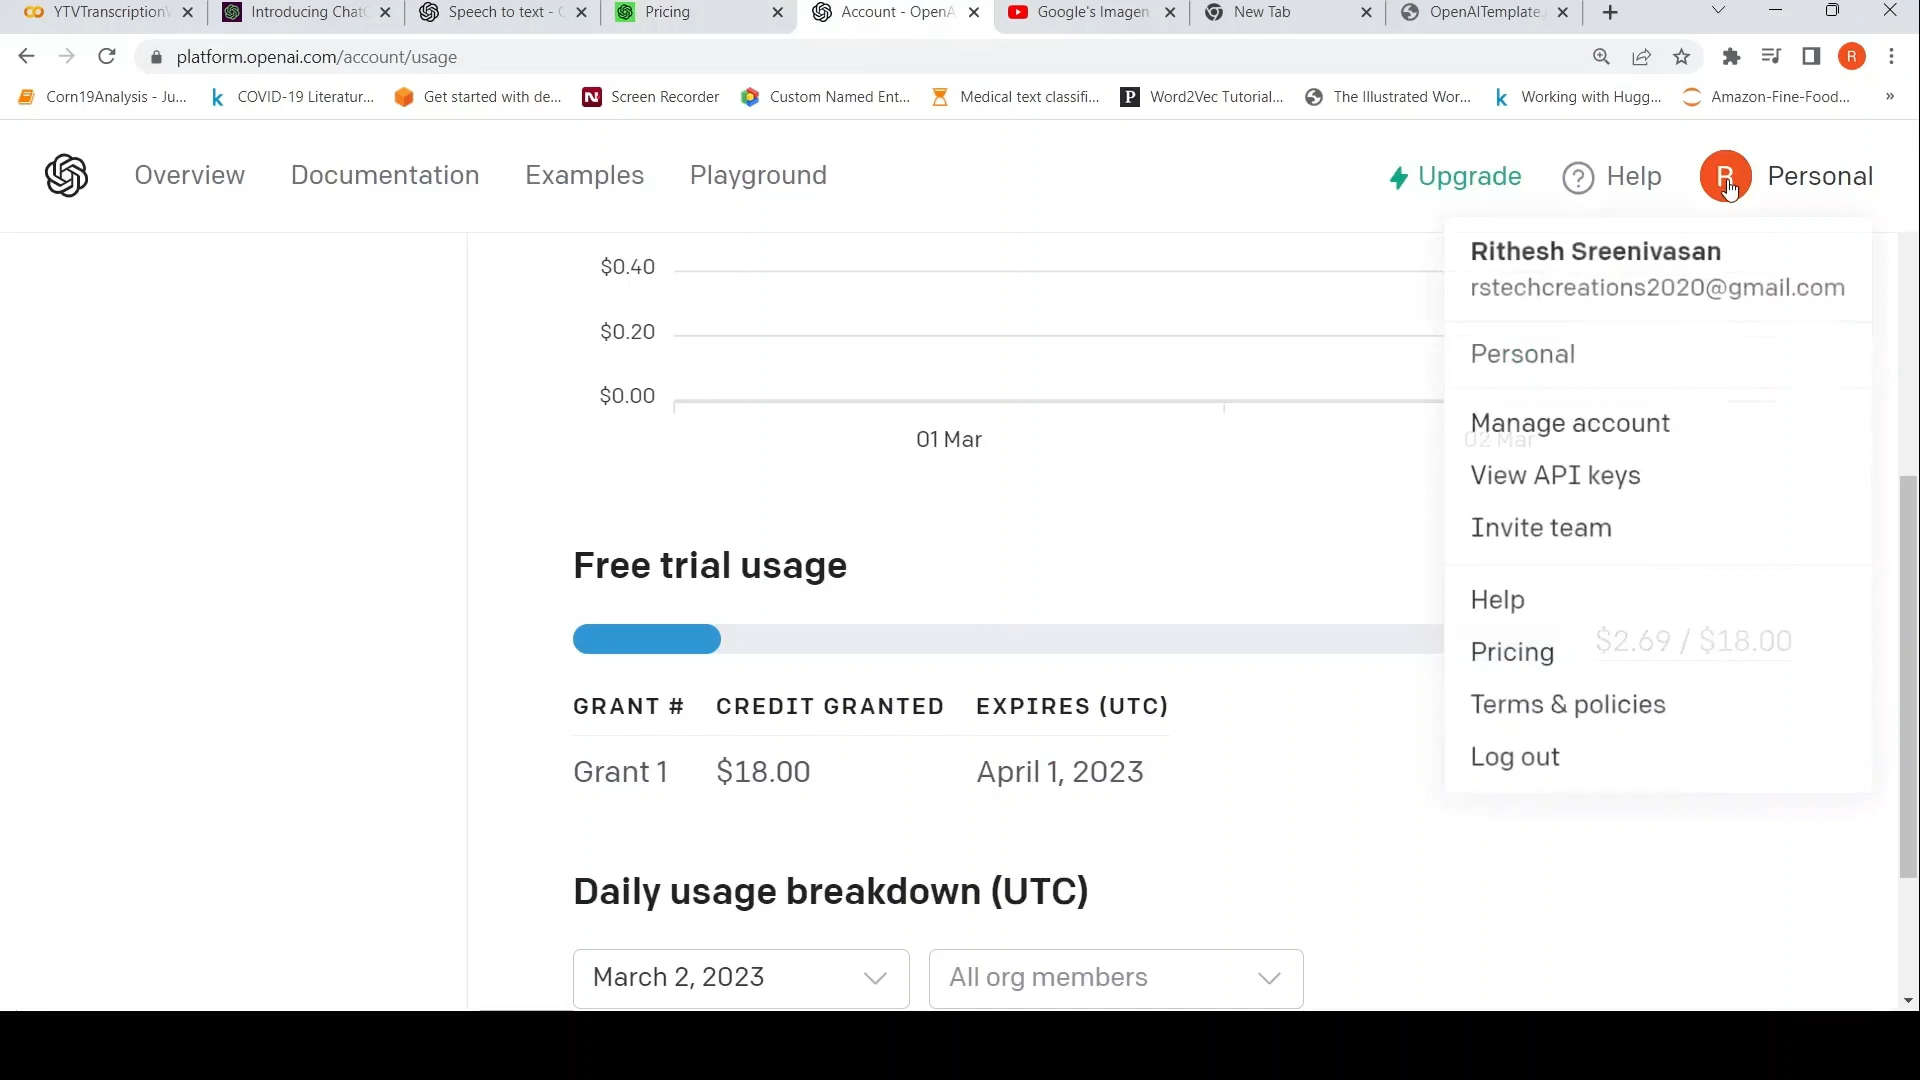 YTVTranscription
Introducing Chat
Speech to text -
Pricing
Account - OpenA
Google's Imagen
New Tab
OpenAITemplate.
platform.openai.com/account/usage
R
Corn19Analysis - Ju...
COVID-19 Literatur...
Get started with de...
Screen Recorder
Custom Named Ent...
Medical text classifi...
Word2Vec Tutorial...
The Illustrated Wor...
Working with Hugg...
Amazon-Fine-Food...
»
Overview
Documentation
Examples
Playground
Upgrade
Help
R
Personal
Rithesh Sreenivasan
rstechcreations2020@gmail.com
Personal
Manage account
View API keys
Invite team
Help
Pricing
Terms & policies
Log out
$0.40
$0.20
$0.00
01 Mar
02 Mar
Free trial usage
$2.69 / $18.00
GRANT # CREDIT GRANTED EXPIRES (UTC)
Grant 1 $18.00 April 1, 2023
Daily usage breakdown (UTC)
March 2, 2023
All org members